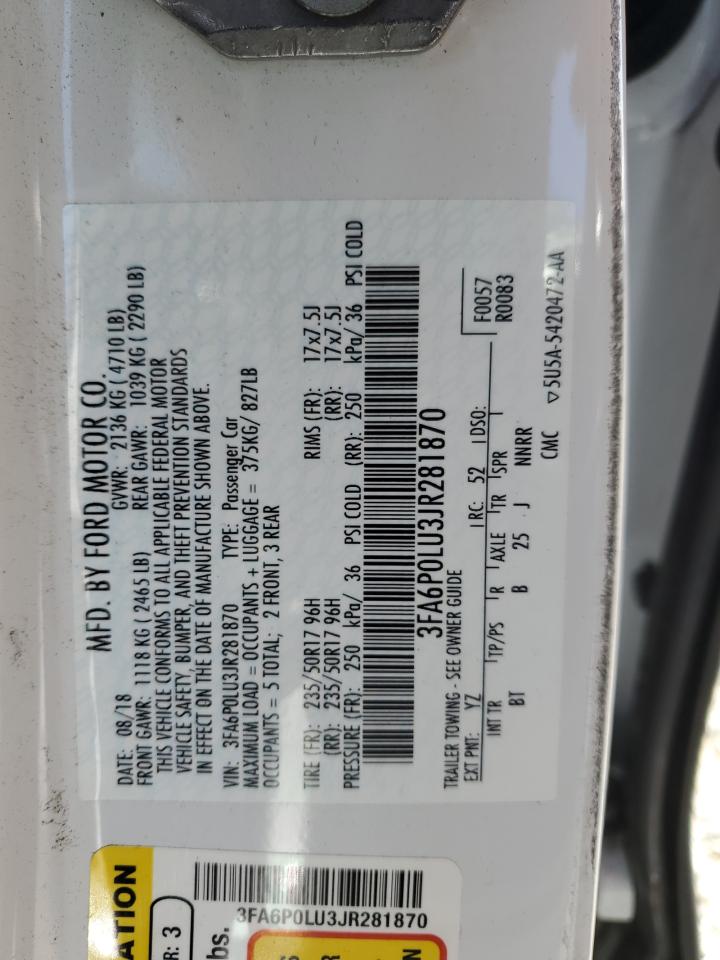 MFD. BY FORD MOTOR CO.
DATE: 08/18 GVWR: 2136 KG ( 4710 LB)
FRONT GAWR: 1118 KG ( 2465 LB) REAR GAWR: 1039 KG ( 2290 LB)
THIS VEHICLE CONFORMS TO ALL APPLICABLE FEDERAL MOTOR
VEHICLE SAFETY, BUMPER, AND THEFT PREVENTION STANDARDS
IN EFFECT ON THE DATE OF MANUFACTURE SHOWN ABOVE.
VIN: 3FA6P0LU3JR281870 TYPE: Passenger Car
MAXIMUM LOAD = OCCUPANTS + LUGGAGE = 375KG/ 827LB
OCCUPANTS = 5 TOTAL; 2 FRONT, 3 REAR
TIRE (FR): 235/50R17 96H RIMS (FR): 17x7.5J
(RR): 235/50R17 96H (RR): 17x7.5J
PRESSURE (FR): 250 kPa/ 36 PSI COLD (RR): 250 kPa/ 36 PSI COLD
3FA6P0LU3JR281870
TRAILER TOWING - SEE OWNER GUIDE
EXT PNT: YZ RC: 52 DSO: F0057
INT TR TP/PS R AXLE TR SPR R0083
BT B 25 J NNRR
CMC ▽5U5A-5420472-AA
ATION
R: 3
bs.
3FA6P0LU3JR281870